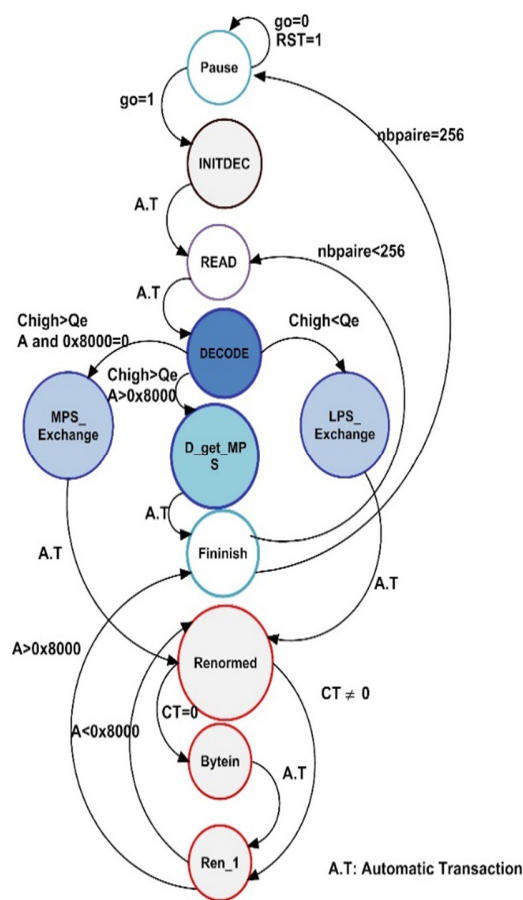 go=0
RST=1
Pause
go=1
nbpaire=256
INITDEC
A.T
nbpaire<256
READ
A.T
Chigh>Qe
A and 0x8000=0
Chigh<Qe
DECODE
Chigh>Qe
A>0x8000
MPS_
Exchange
LPS_
Exchange
D_get_MP
S
A.T
Fininish
A.T
A.T
A>0x8000
Renormed
CT ≠ 0
CT=0
A<0x8000
Bytein
A.T
Ren_1
A.T: Automatic Transaction